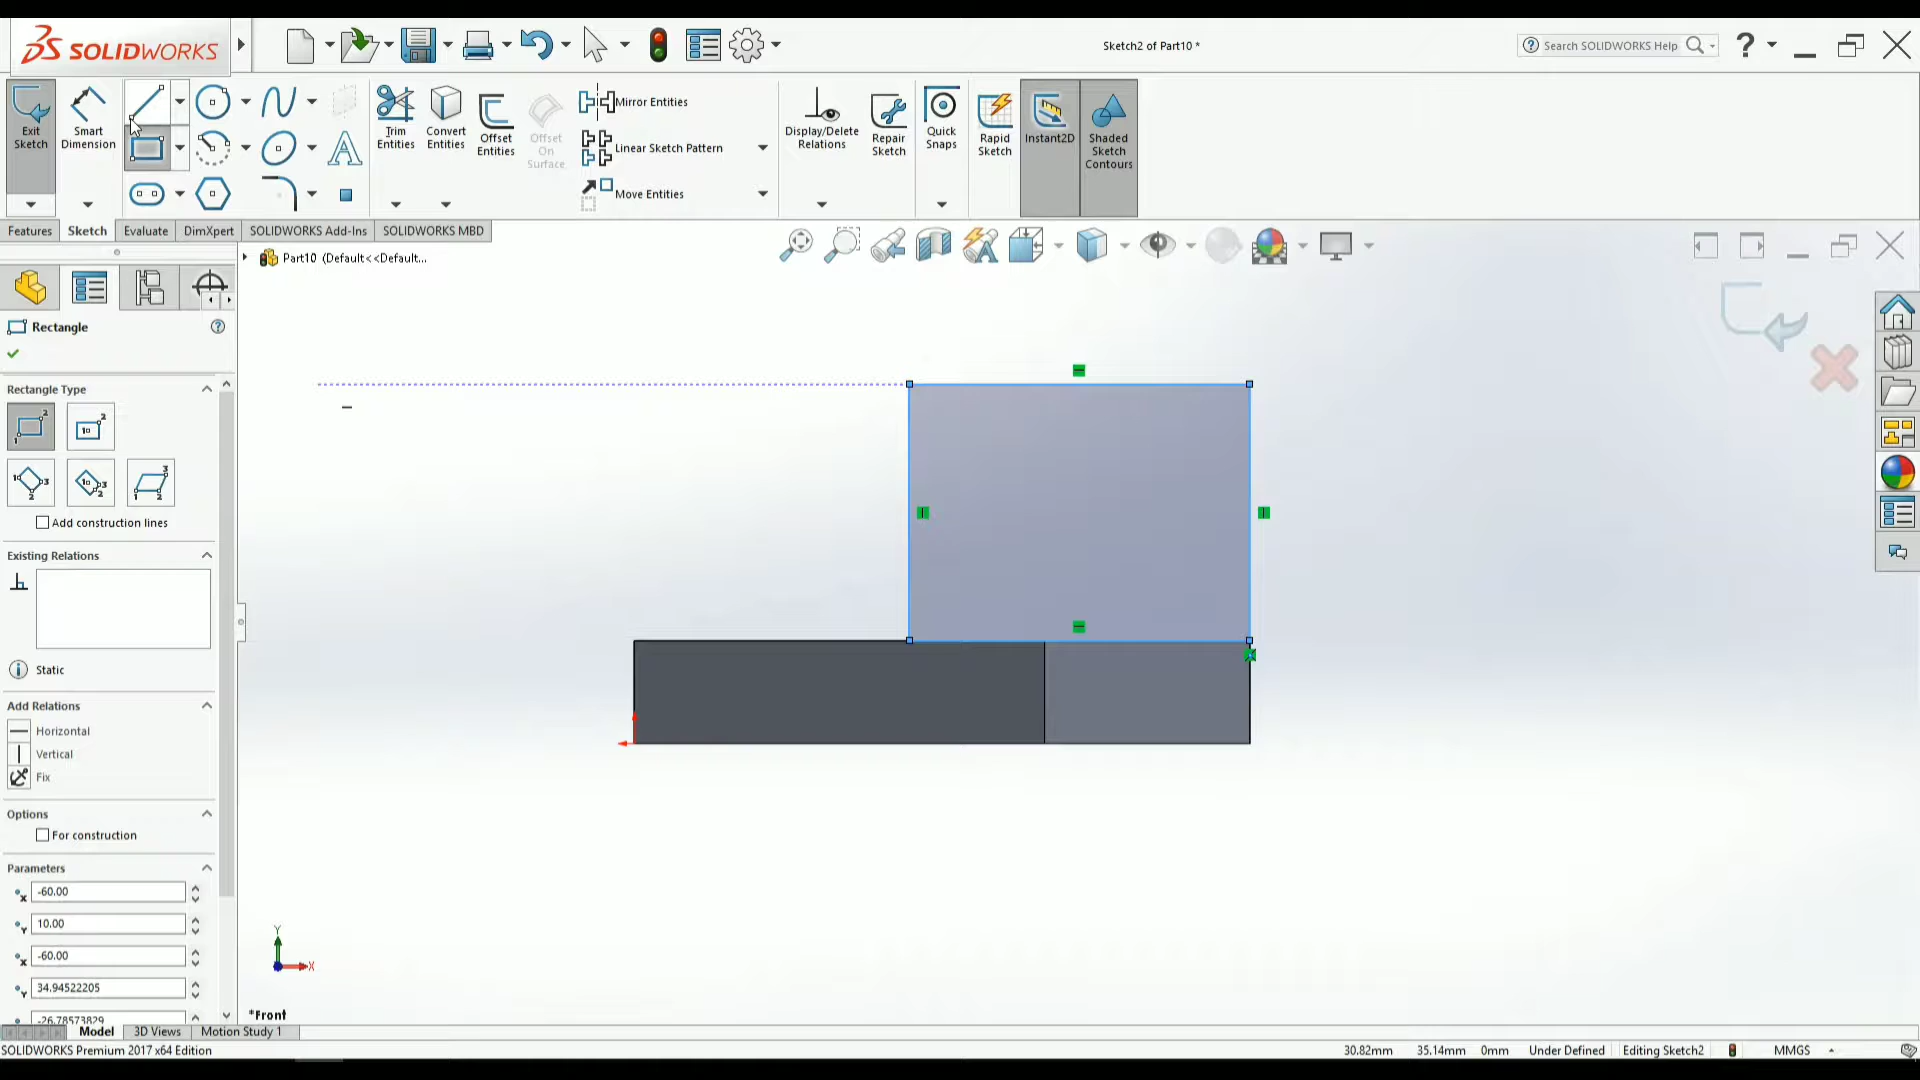 SOLIDWORKS
Sketch2 of Part10 *
Search SOLIDWORKS Help
Exit Sketch
Smart Dimension
Trim Entities
Convert Entities
Offset Entities
Offset On Surface
Mirror Entities
Linear Sketch Pattern
Move Entities
Display/Delete Relations
Repair Sketch
Quick Snaps
Rapid Sketch
Instant2D
Shaded Sketch Contours
Features
Sketch
Evaluate
DimXpert
SOLIDWORKS Add-Ins
SOLIDWORKS MBD
Part10 (Default<<Default...
Rectangle
Rectangle Type
Add construction lines
Existing Relations
Static
Add Relations
Horizontal
Vertical
Fix
Options
For construction
Parameters
-60.00
10.00
-60.00
34.94522205
-26.78573829
Y
X
*Front
Model
3D Views
Motion Study 1
SOLIDWORKS Premium 2017 x64 Edition
30.82mm
35.14mm
0mm
Under Defined
Editing Sketch2
MMGS